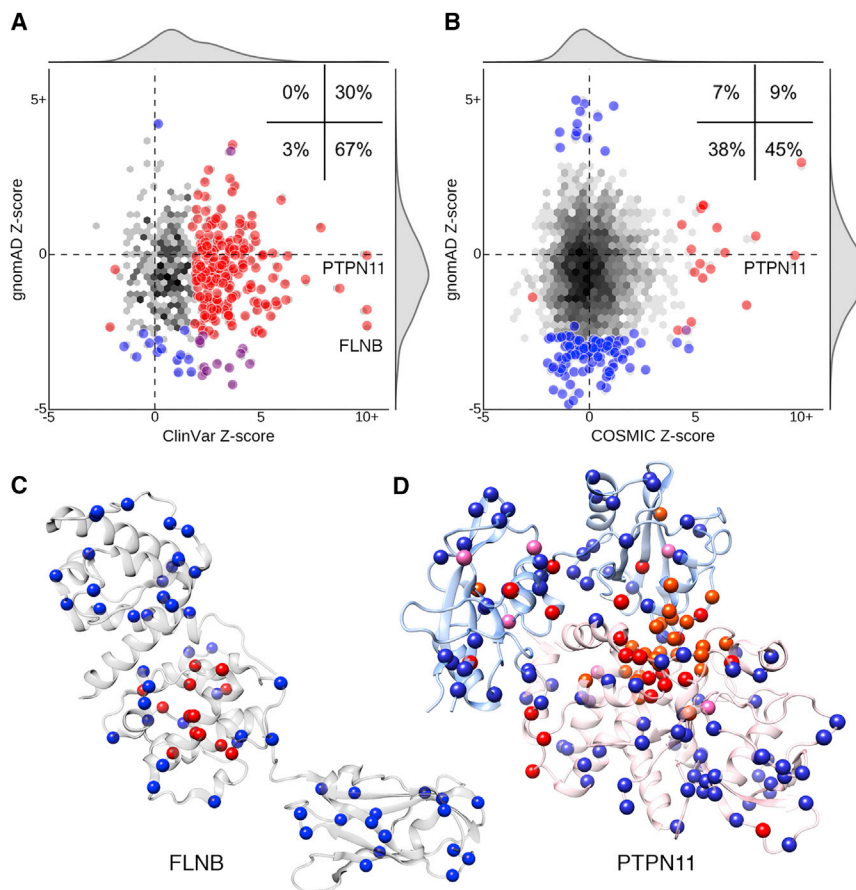 A
B
5+
0% 30%
3% 67%
gnomAD Z-score
0
PTPN11
FLNB
-5
-5 0 5 10+
ClinVar Z-score
5+
7% 9%
38% 45%
gnomAD Z-score
0
PTPN11
-5
-5 0 5 10+
COSMIC Z-score
C
D
FLNB
PTPN11